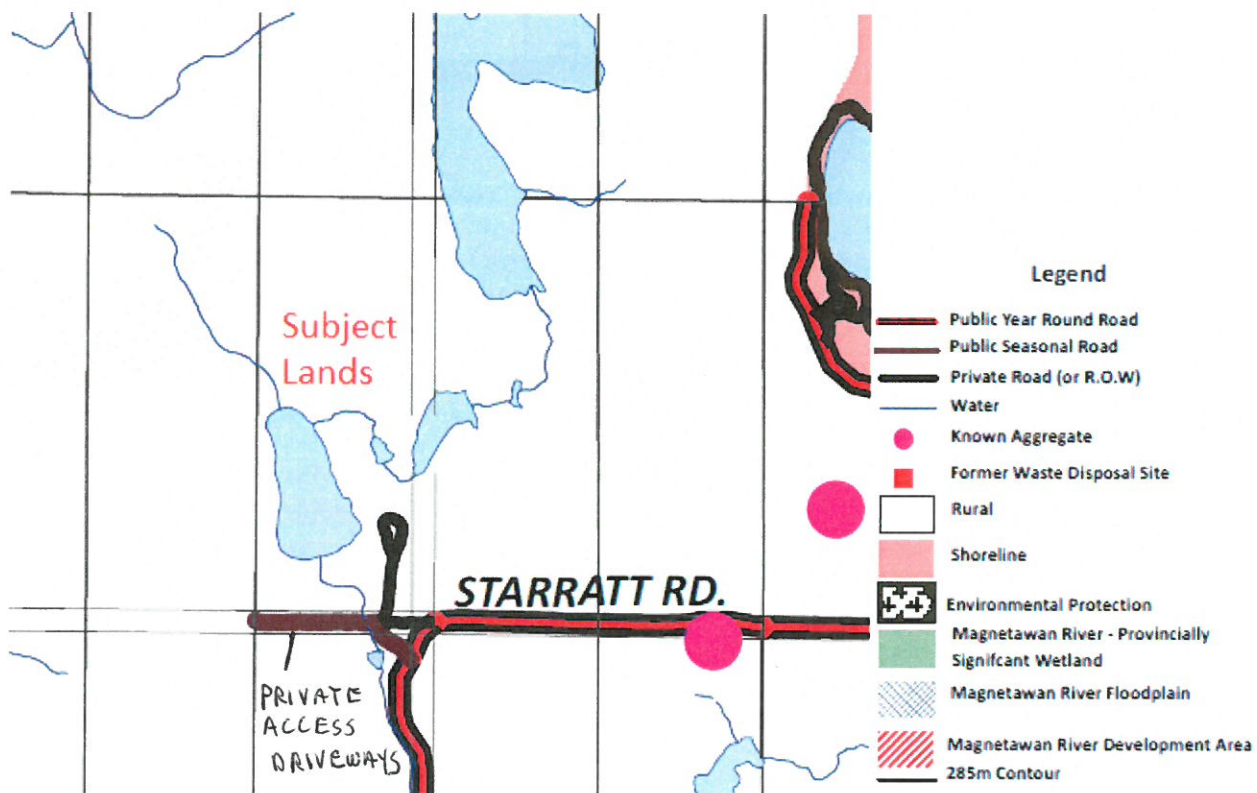 Subject
Lands
STARRATT RD.
PRIVATE
ACCESS
DRIVEWAYS
Legend
Public Year Round Road
Public Seasonal Road
Private Road (or R.O.W)
Water
Known Aggregate
Former Waste Disposal Site
Rural
Shoreline
Environmental Protection
Magnetawan River - Provincially
Signifcant Wetland
Magnetawan River Floodplain
Magnetawan River Development Area
285m Contour